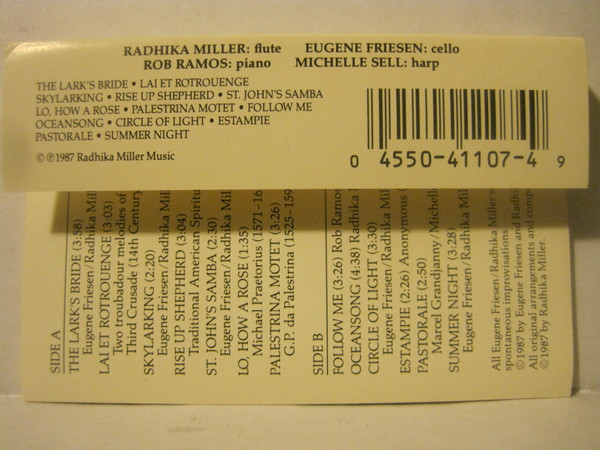 RADHIKA MILLER: flute EUGENE FRIESEN: cello
ROB RAMOS: piano MICHELLE SELL: harp
THE LARK'S BRIDE • LAI ET ROTROUENGE
SKYLARKING • RISE UP SHEPHERD • ST. JOHN'S SAMBA
LO, HOW A ROSE • PALESTRINA MOTET • FOLLOW ME
OCEANSONG • CIRCLE OF LIGHT • ESTAMPIE
PASTORALE • SUMMER NIGHT
©℗1987 Radhika Miller Music
0 4550-41107-4 9
SIDE A
THE LARK'S BRIDE (3:58)
Eugene Friesen/Radhika Mil
LAI ET ROTROUENGE (3:03)
Two troubadour melodies of
Third Crusade (14th Century
SKYLARKING (2:20)
Eugene Friesen/Radhika Mil
RISE UP SHEPHERD (3:04)
Traditional American Spiritu
ST. JOHN'S SAMBA (2:30)
Eugene Friesen/Radhika Mil
LO, HOW A ROSE (1:35)
Michael Praetorius (1571-16
PALESTRINA MOTET (3:26)
G.P. da Palestrina (1525-159
SIDE B
FOLLOW ME (3:26) Rob Ramos
OCEANSONG (4:38) Radhika
CIRCLE OF LIGHT (3:30)
Eugene Friesen/Radhika Mil
ESTAMPIE (2:26) Anonymous (
PASTORALE (2:50)
Marcel Grandjanny/Michell
SUMMER NIGHT (3:28)
Eugene Friesen/Radhika Mil
All Eugene Friesen/Radhika Miller s
spontaneous improvisations.
©1987 by Eugene Friesen and Radhi
All original arrangements and comp
©1987 by Radhika Miller.